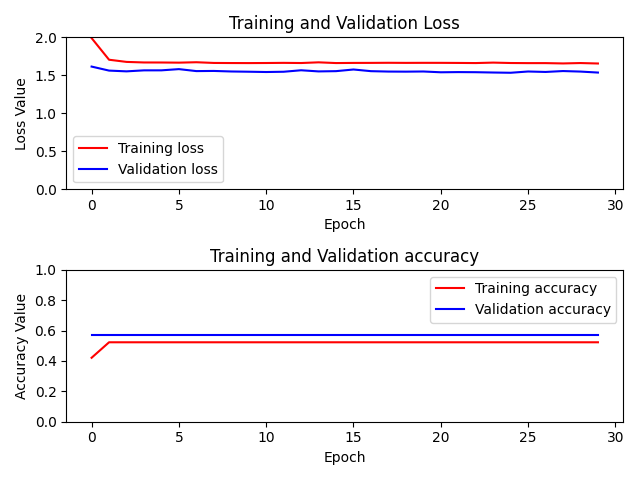 Training and Validation Loss
2.0
1.5
1.0
0.5
0.0
Loss Value
Training loss
Validation loss
0 5 10 15 20 25 30
Epoch
Training and Validation accuracy
1.0
0.8
0.6
0.4
0.2
0.0
Accuracy Value
Training accuracy
Validation accuracy
0 5 10 15 20 25 30
Epoch